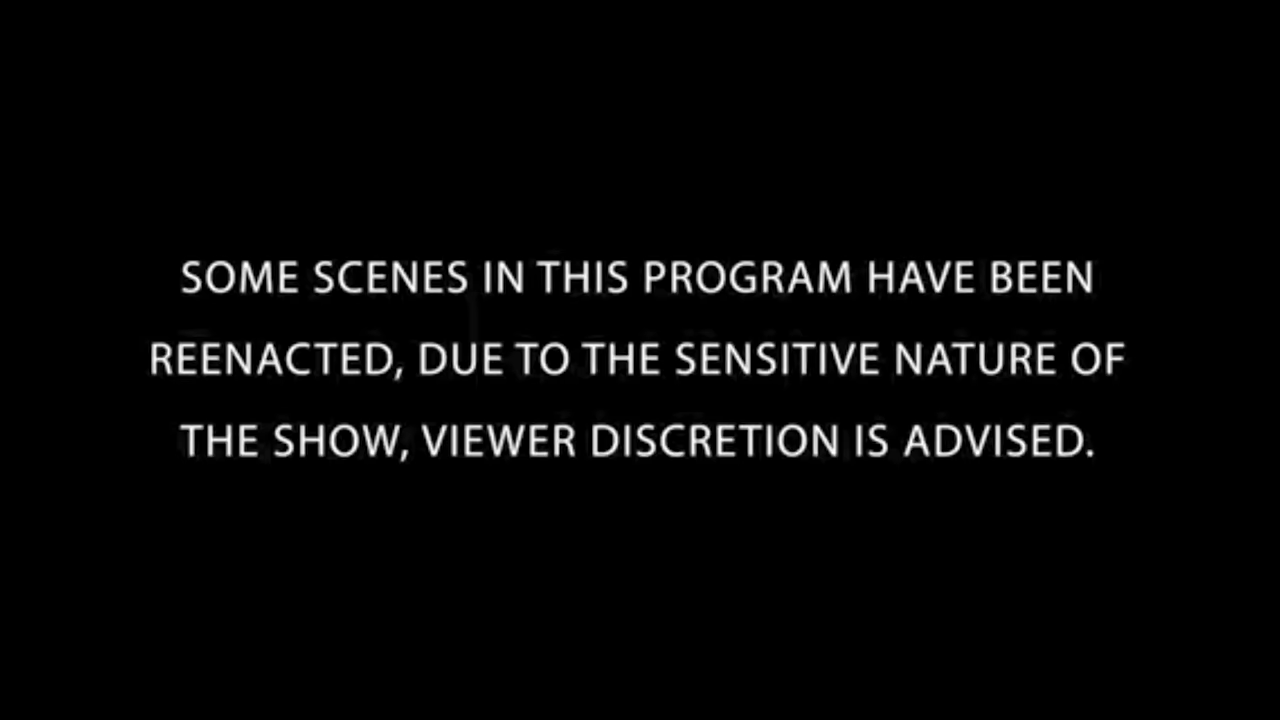 SOME SCENES IN THIS PROGRAM HAVE BEEN
REENACTED, DUE TO THE SENSITIVE NATURE OF
THE SHOW, VIEWER DISCRETION IS ADVISED.